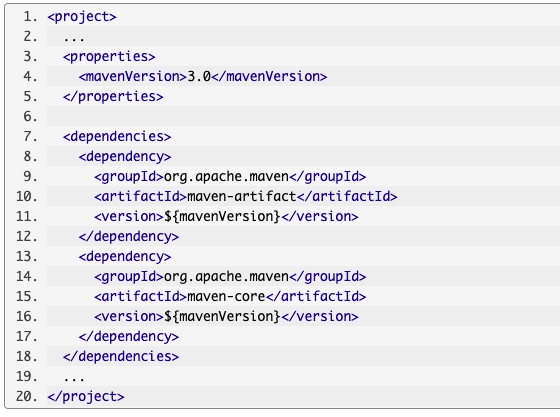 1. <project>
2.   ...
3.   <properties>
4.     <mavenVersion>3.0</mavenVersion>
5.   </properties>
6.
7.   <dependencies>
8.     <dependency>
9.       <groupId>org.apache.maven</groupId>
10.       <artifactId>maven-artifact</artifactId>
11.       <version>${mavenVersion}</version>
12.     </dependency>
13.     <dependency>
14.       <groupId>org.apache.maven</groupId>
15.       <artifactId>maven-core</artifactId>
16.       <version>${mavenVersion}</version>
17.     </dependency>
18.   </dependencies>
19.   ...
20. </project>